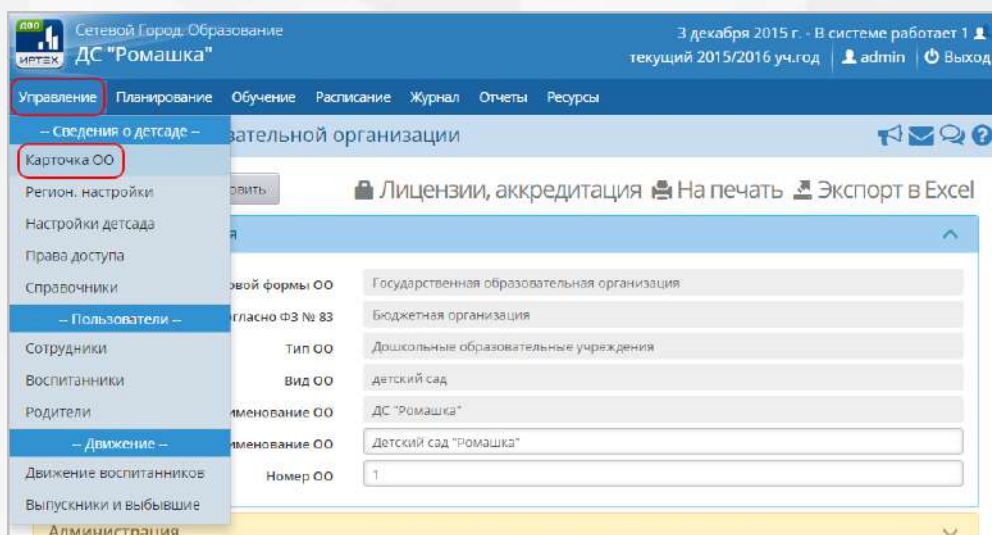 ДОО
ИРТЕХ
Сетевой Город. Образование
ДС "Ромашка"
3 декабря 2015 г. - В системе работает 1
текущий 2015/2016 уч.год admin Выход
Управление Планирование Обучение Расписание Журнал Отчеты Ресурсы
-- Сведения о детсаде --
вательной организации
Карточка ОО
Регион. настройки
овить
Лицензии, аккредитация На печать Экспорт в Excel
Настройки детсада
я
Права доступа
Справочники
овой формы ОО Государственная образовательная организация
-- Пользователи --
гласно ФЗ № 83 Бюджетная организация
Сотрудники
Тип ОО Дошкольные образовательные учреждения
Воспитанники
Вид ОО детский сад
Родители
именование ОО ДС "Ромашка"
-- Движение --
именование ОО Детский сад "Ромашка"
Движение воспитанников
Номер ОО 1
Выпускники и выбывшие
Администрация